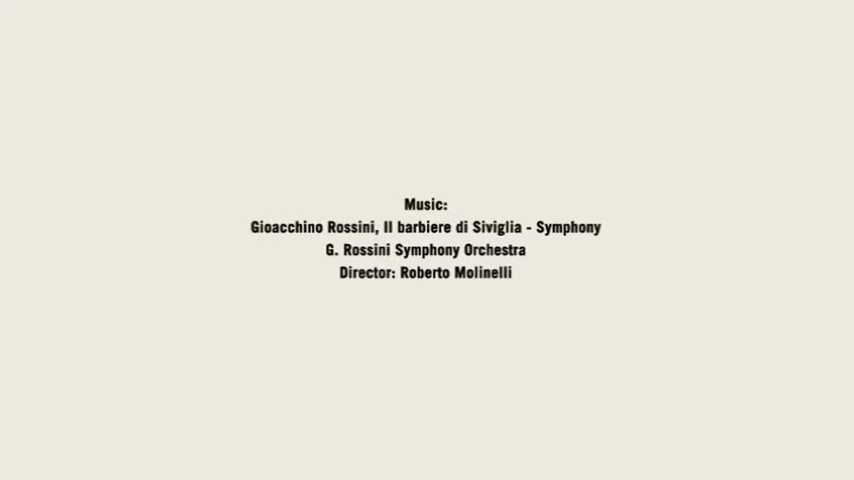 Music:
Gioacchino Rossini, Il barbiere di Siviglia - Symphony
G. Rossini Symphony Orchestra
Director: Roberto Molinelli